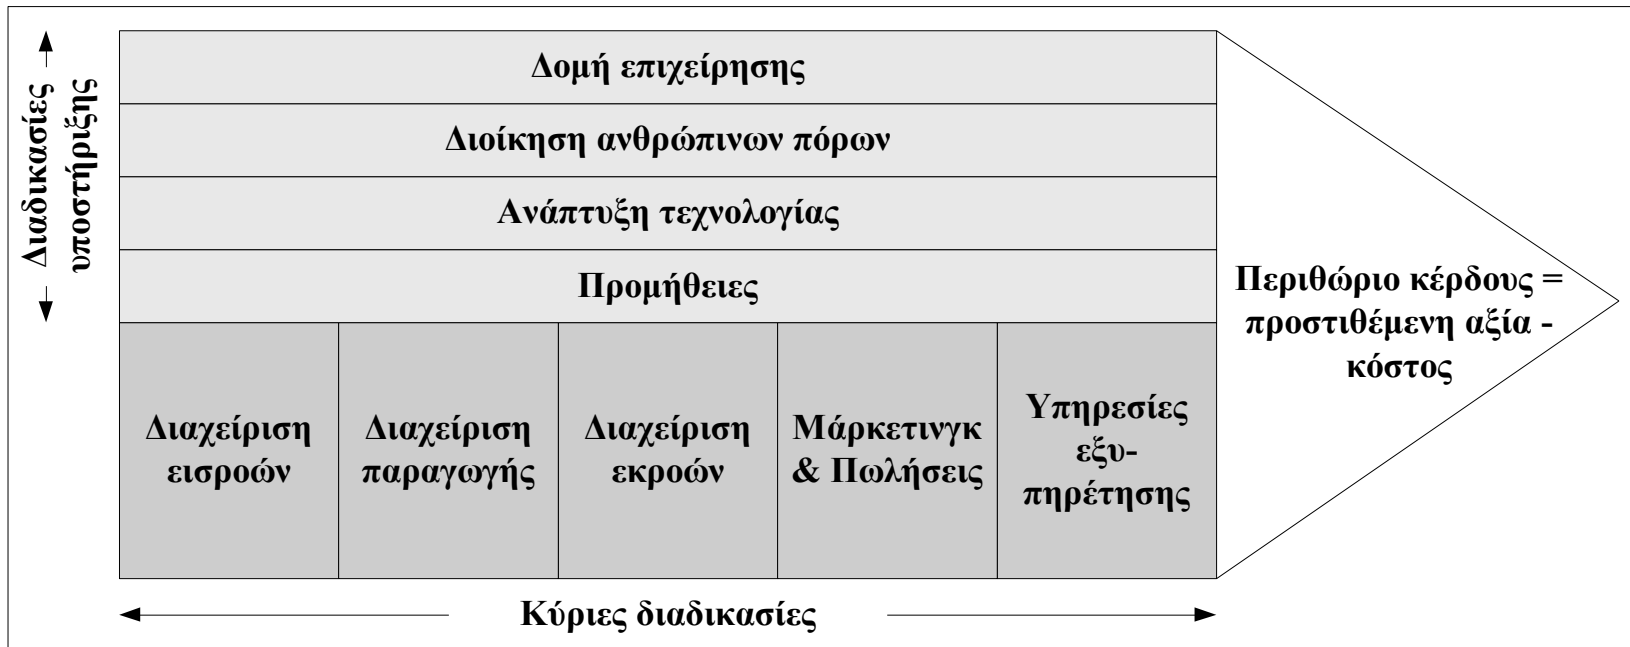 Διαδικασίες
υποστήριξης
Δομή επιχείρησης
Διοίκηση ανθρώπινων πόρων
Ανάπτυξη τεχνολογίας
Προμήθειες
Διαχείριση
εισροών
Διαχείριση
παραγωγής
Διαχείριση
εκροών
Μάρκετινγκ
& Πωλήσεις
Υπηρεσίες
εξυ-
πηρέτησης
Περιθώριο κέρδους =
προστιθέμενη αξία -
κόστος
Κύριες διαδικασίες